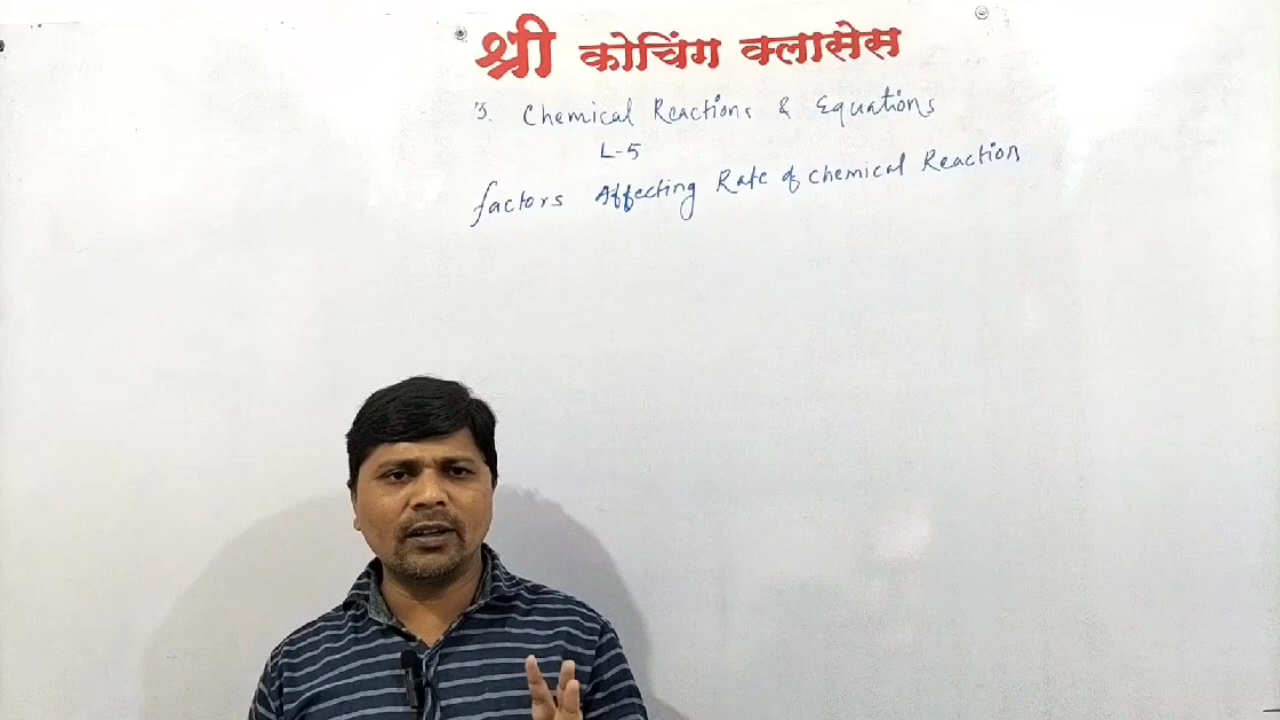 श्री कोचिंग क्लासेस
3. Chemical Reactions & Equations
L-5
factors Affecting Rate of chemical Reaction